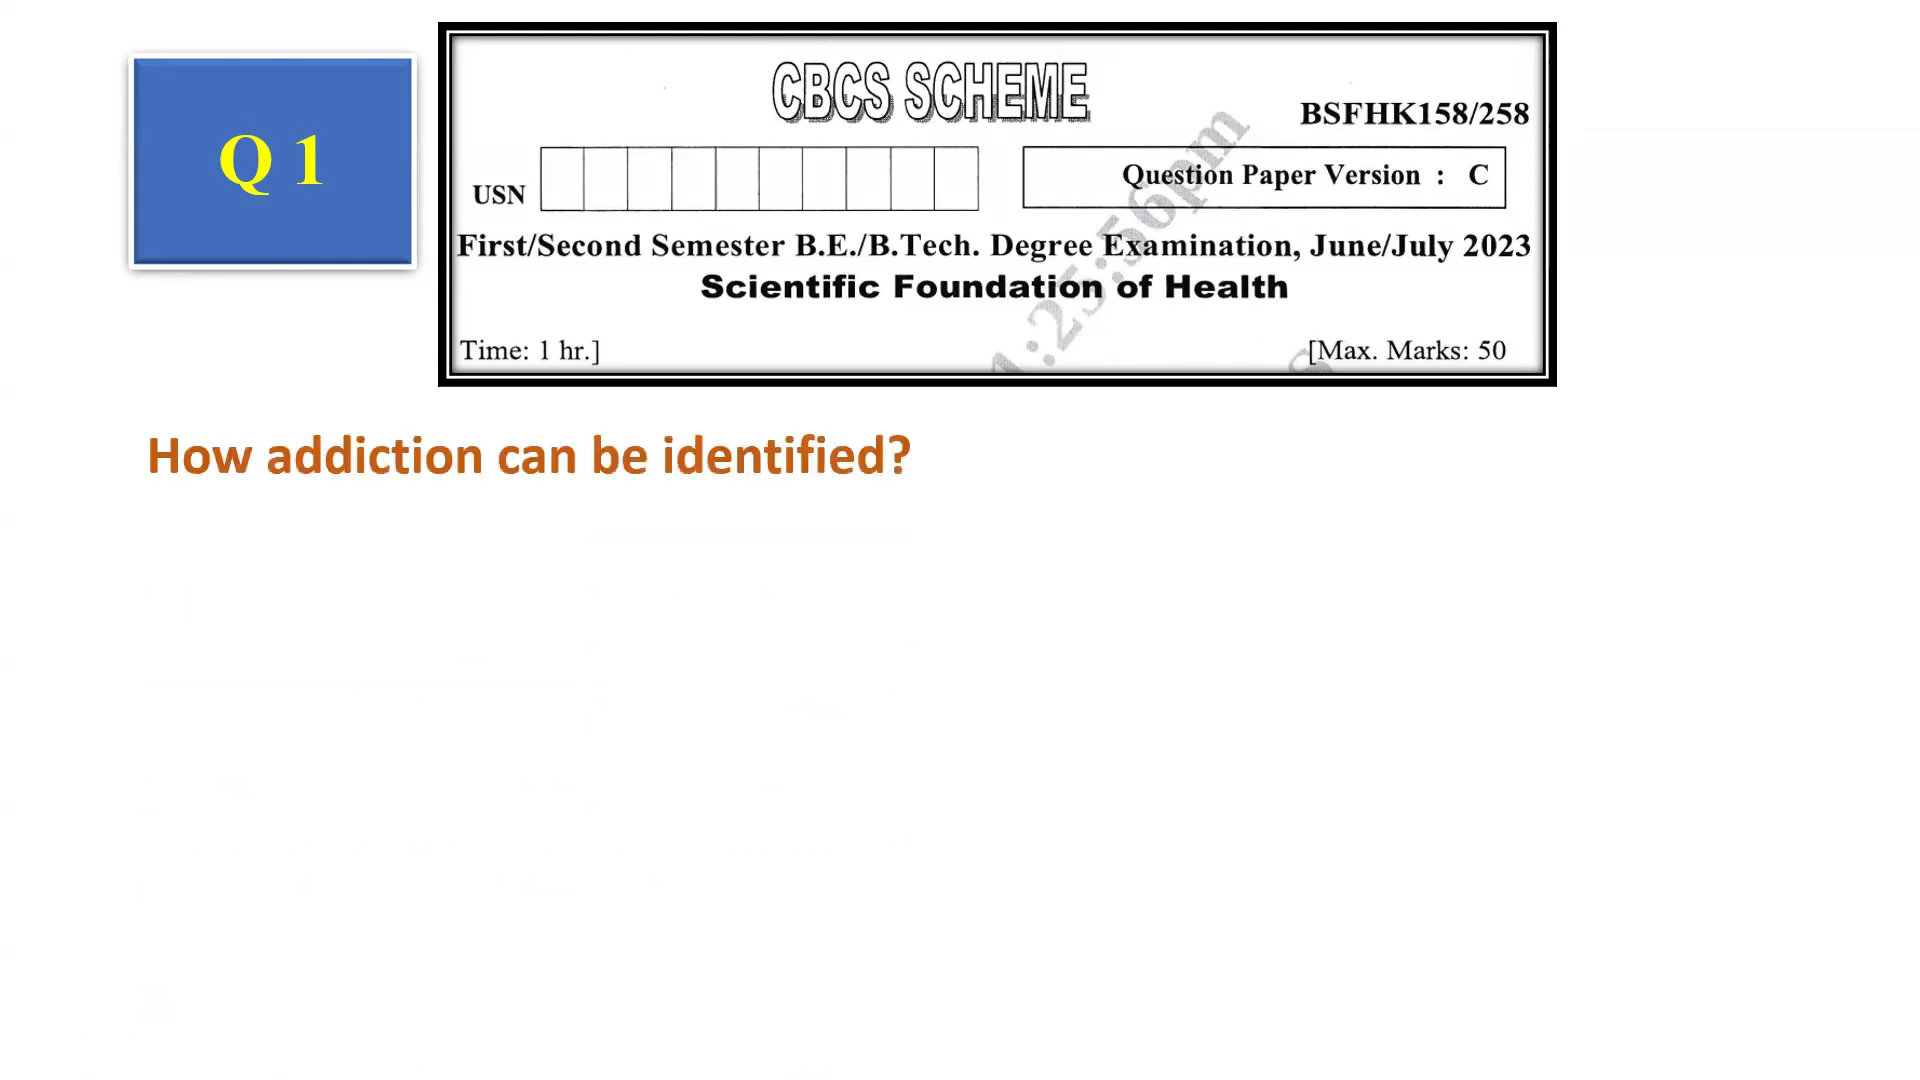 Q 1
CBCS SCHEME
BSFHK158/258
USN
Question Paper Version : C
First/Second Semester B.E./B.Tech. Degree Examination, June/July 2023
Scientific Foundation of Health
Time: 1 hr.]
[Max. Marks: 50
How addiction can be identified?